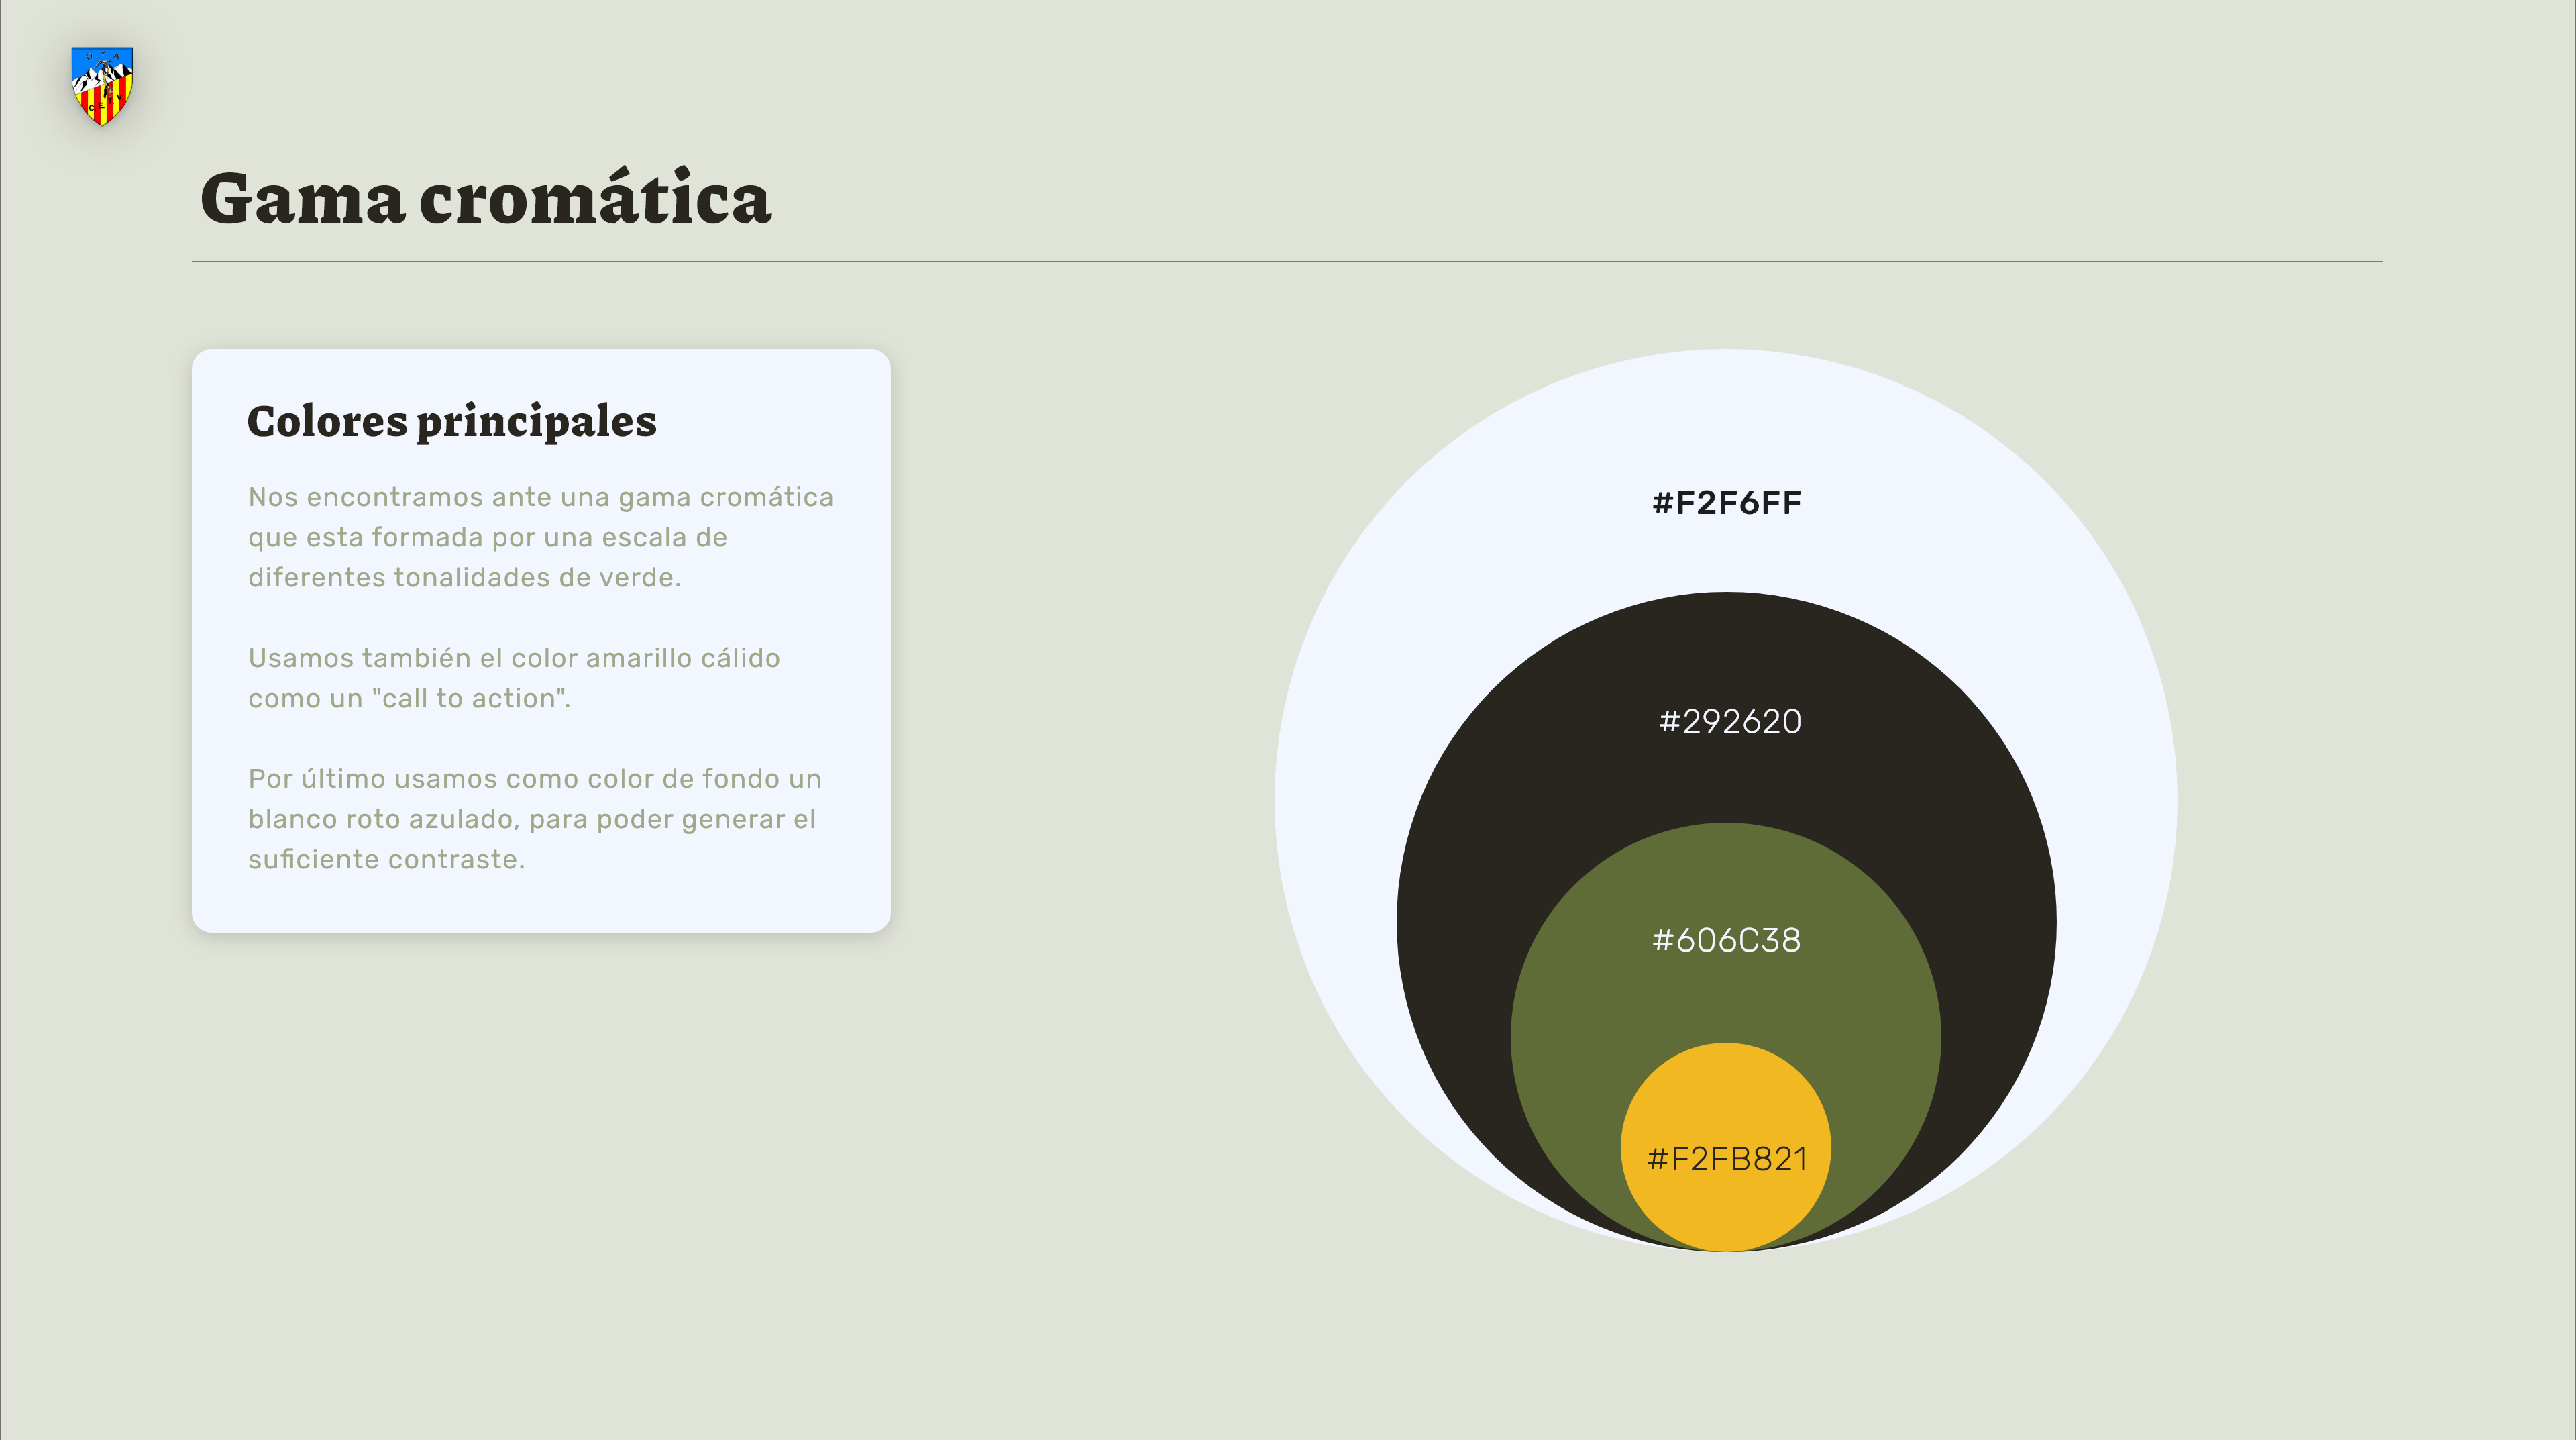 U Y A
C. E. T. V.
Gama cromática
Colores principales
Nos encontramos ante una gama cromática
que esta formada por una escala de
diferentes tonalidades de verde.
Usamos también el color amarillo cálido
como un "call to action".
Por último usamos como color de fondo un
blanco roto azulado, para poder generar el
suficiente contraste.
#F2F6FF
#292620
#606C38
#F2FB821